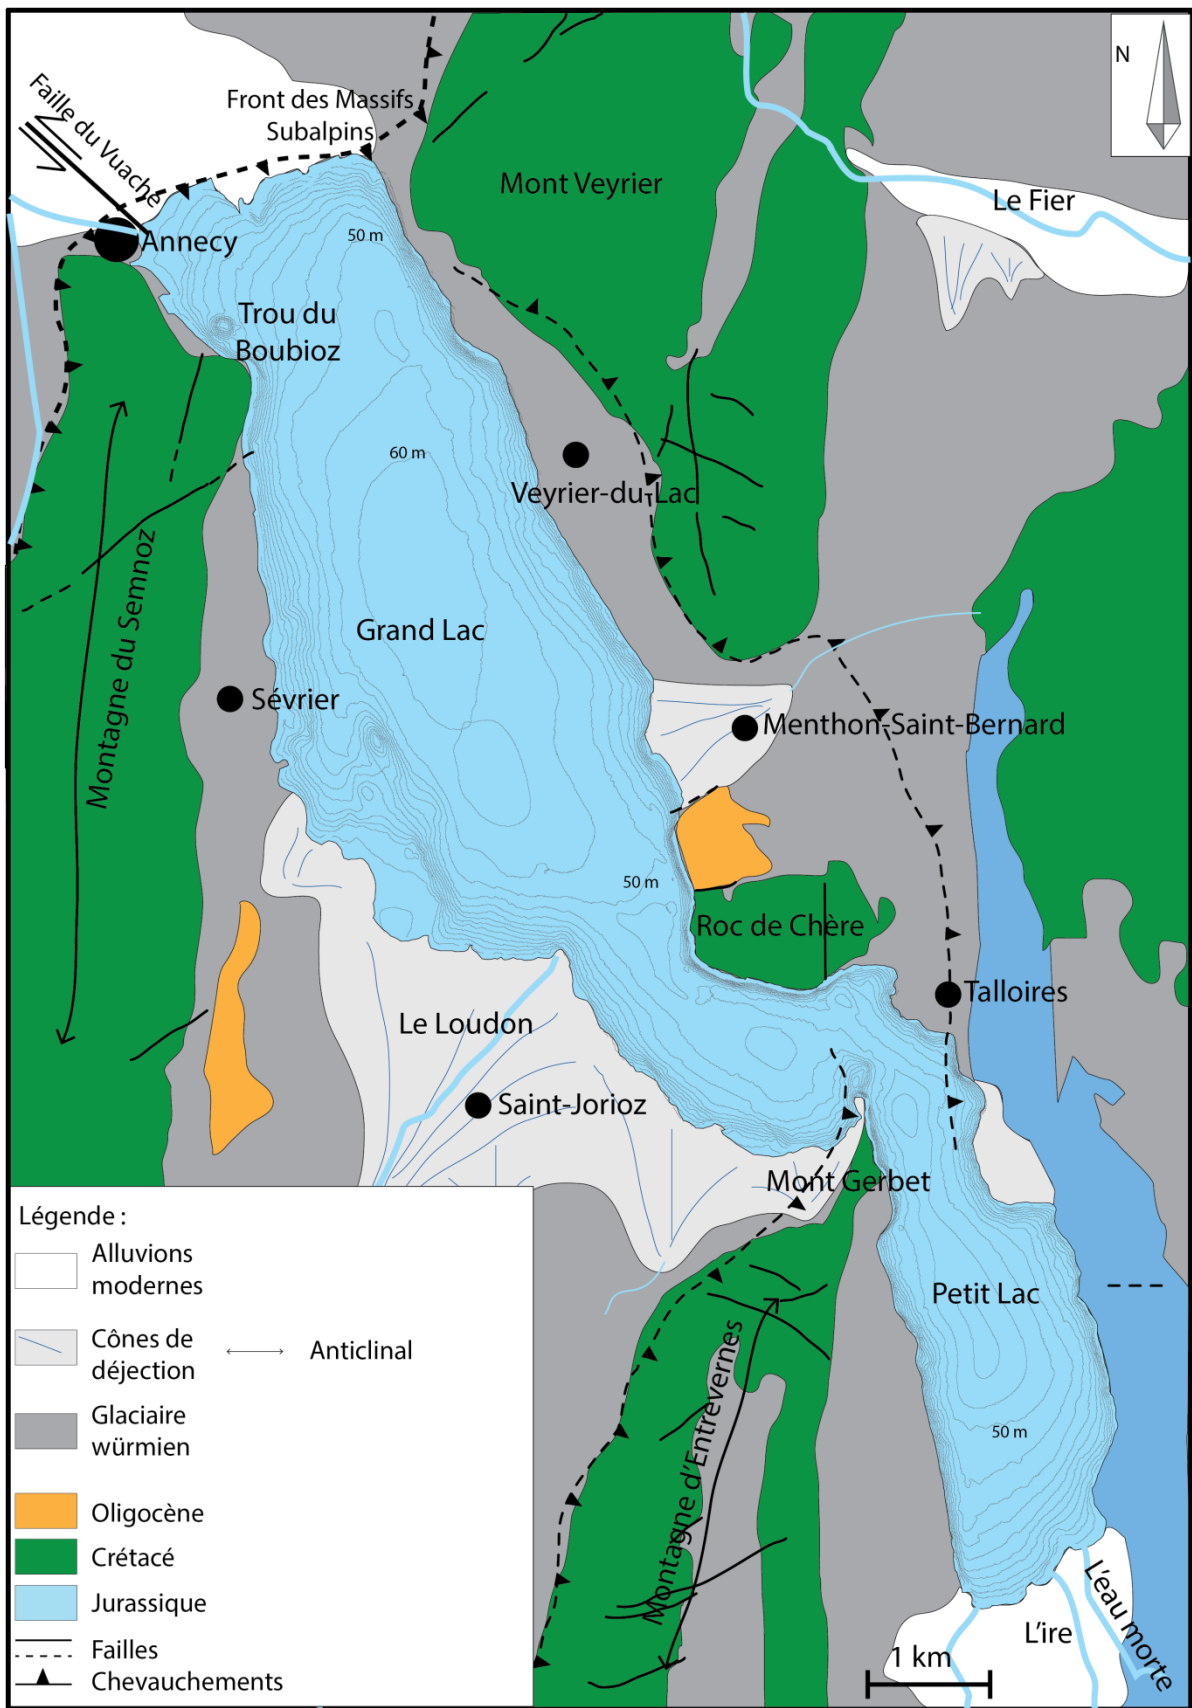 N
Faille du Vuache
Front des Massifs
Subalpins
Mont Veyrier
Le Fier
Annecy
50 m
Trou du
Boubioz
60 m
Veyrier-du-Lac
Montagne du Semnoz
Grand Lac
Sévrier
Menthon-Saint-Bernard
50 m
Roc de Chère
Talloires
Le Loudon
Saint-Jorioz
Mont Gerbet
Petit Lac
Montagne d'Entrevernes
50 m
L'ire
L'eau morte
1 km
Légende :
Alluvions
modernes
Cônes de
déjection
Anticlinal
Glaciaire
würmien
Oligocène
Crétacé
Jurassique
Failles
Chevauchements